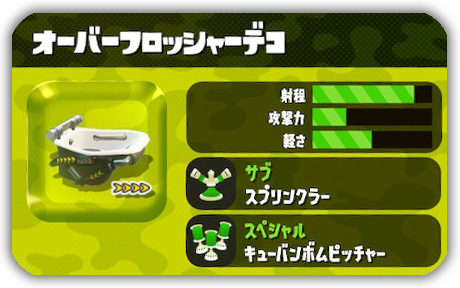 オーバーフロッシャーデコ
射程
攻撃力
軽さ
サブ
スプリンクラー
スペシャル
キューバンボムピッチャー